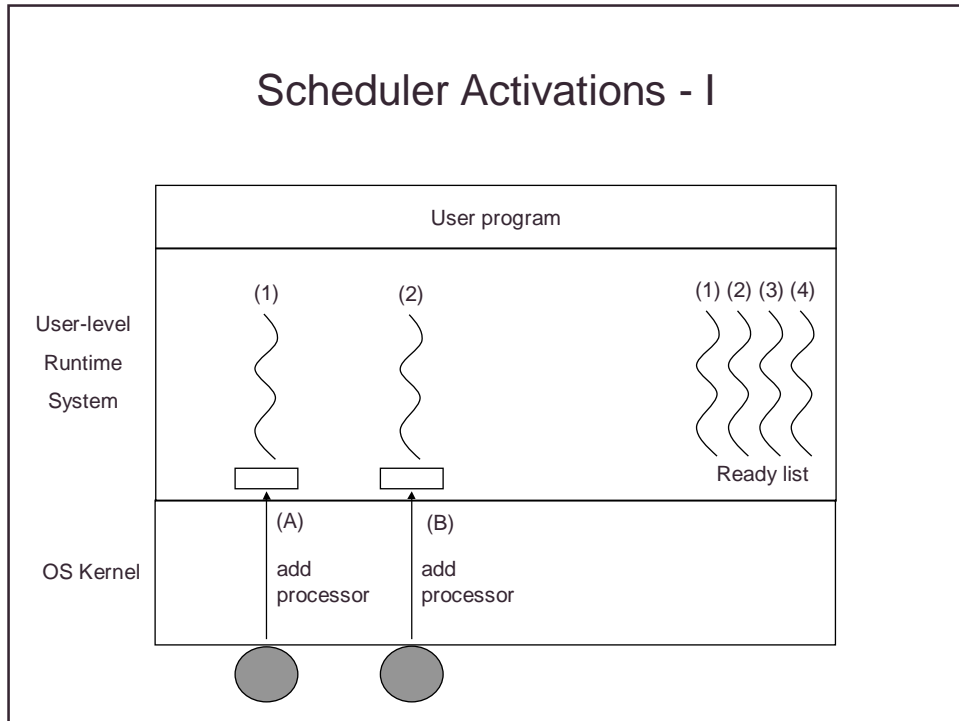 Scheduler Activations - I
User program
(1)
(2)
(1) (2) (3) (4)
User-level
Runtime
System
Ready list
(A)
(B)
OS Kernel
add
processor
add
processor